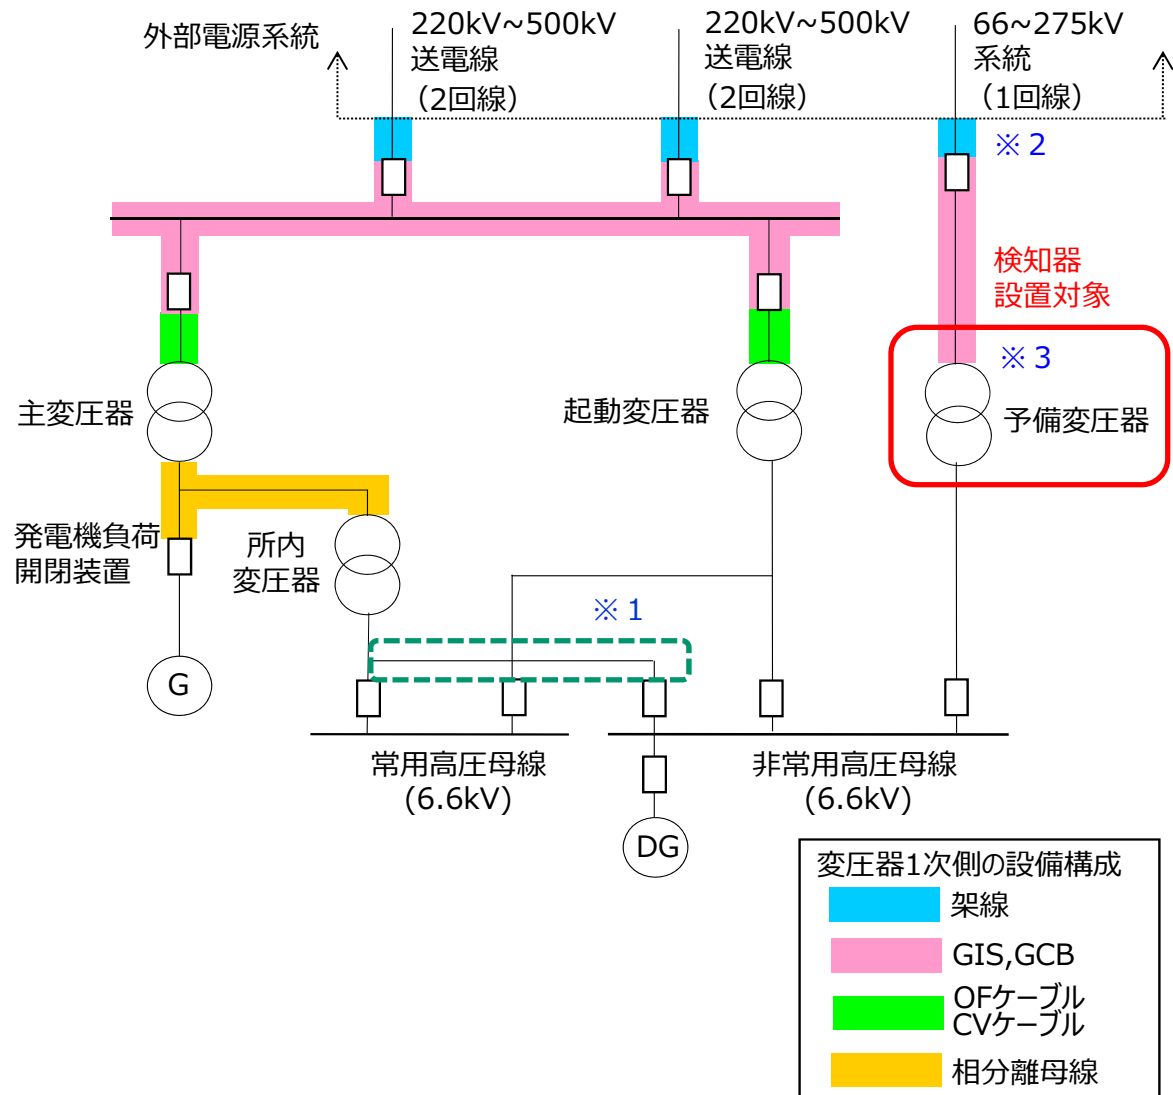 外部電源系統
220kV~500kV
送電線
（2回線）
220kV~500kV
送電線
（2回線）
66~275kV
系統
（1回線）
※２
検知器
設置対象
※３
主変圧器
起動変圧器
予備変圧器
発電機負荷
開閉装置
所内
変圧器
※１
G
常用高圧母線
(6.6kV)
非常用高圧母線
(6.6kV)
DG
変圧器1次側の設備構成
架線
GIS,GCB
OFケーブル
CVケーブル
相分離母線